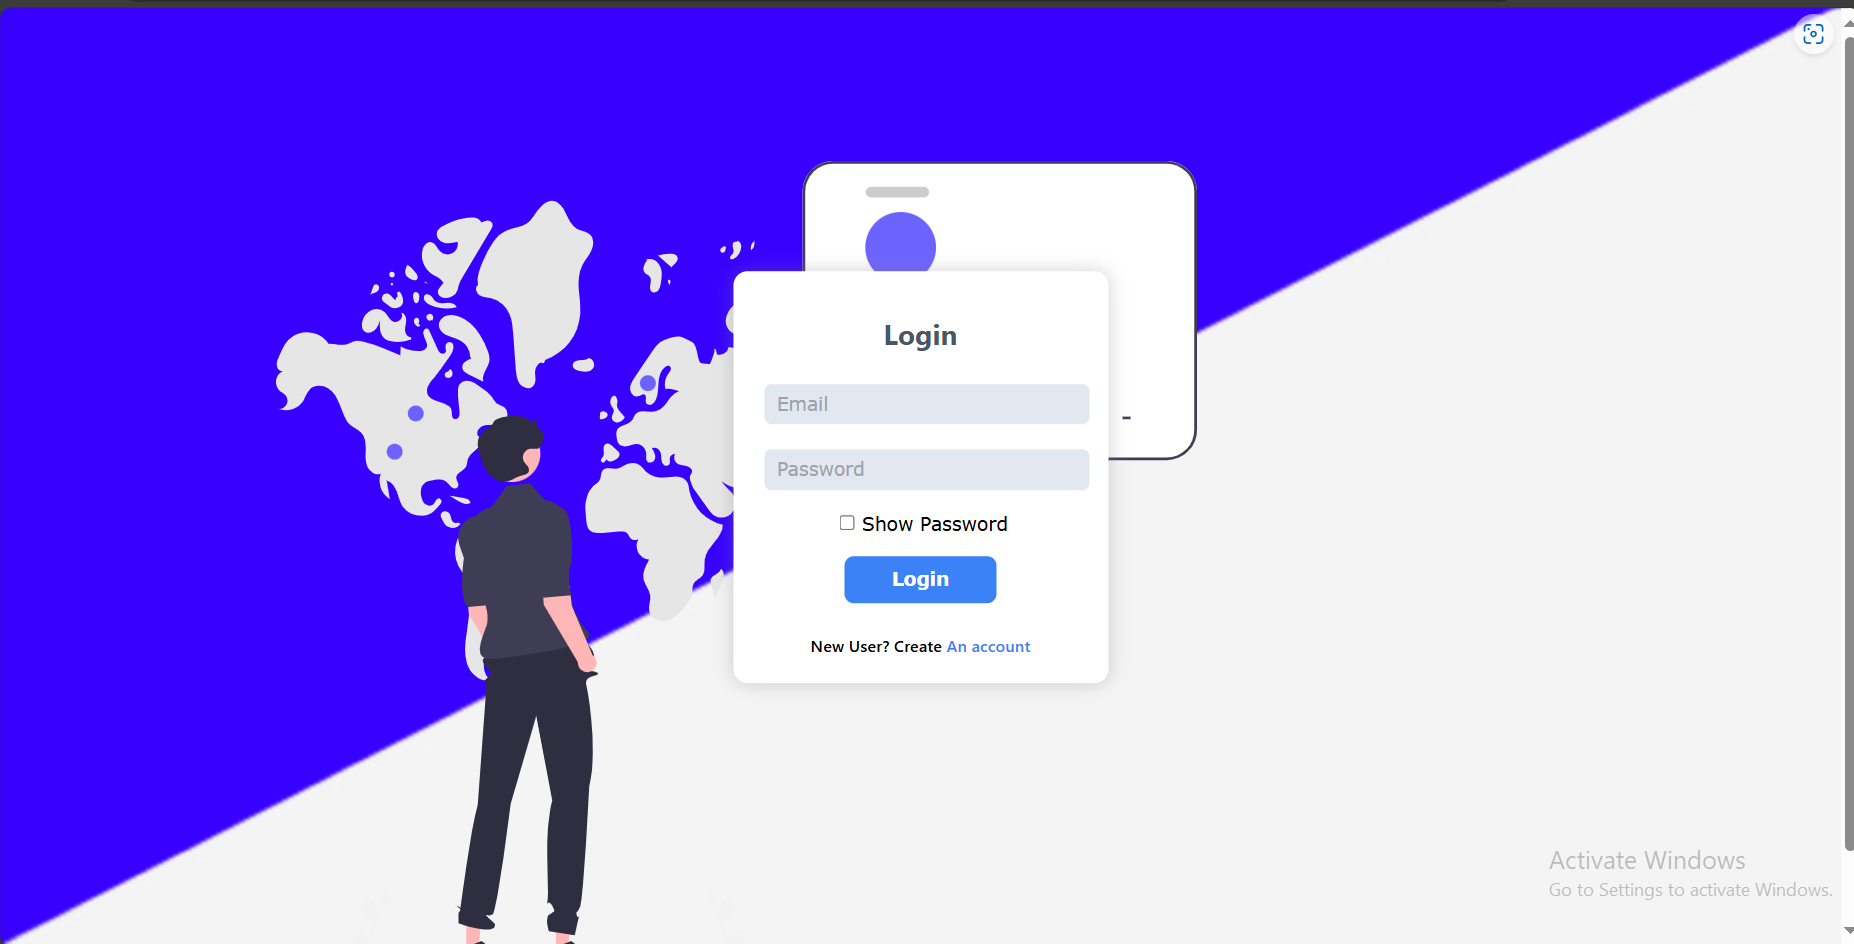 Login
Email
Password
Show Password
Login
New User? Create An account
Activate Windows
Go to Settings to activate Windows.